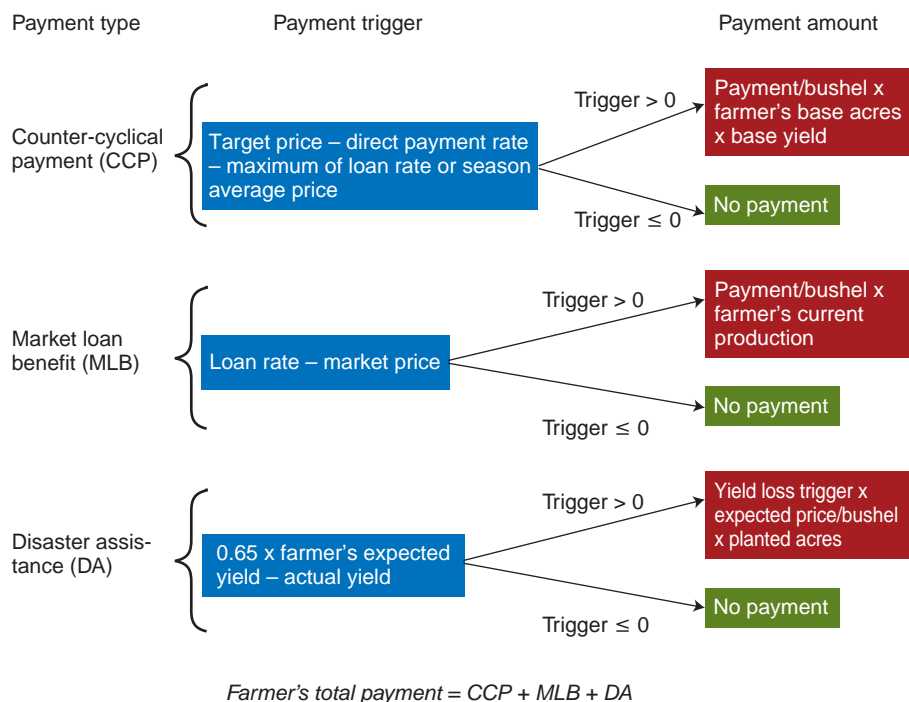 Payment type
Payment trigger
Payment amount
Counter-cyclical
payment (CCP)
Target price – direct payment rate
– maximum of loan rate or season
average price
Trigger > 0
Payment/bushel x
farmer's base acres
x base yield
Trigger ≤ 0
No payment
Market loan
benefit (MLB)
Loan rate – market price
Trigger > 0
Payment/bushel x
farmer's current
production
Trigger ≤ 0
No payment
Disaster assis-
tance (DA)
0.65 x farmer's expected
yield – actual yield
Trigger > 0
Yield loss trigger x
expected price/bushel
x planted acres
Trigger ≤ 0
No payment
Farmer's total payment = CCP + MLB + DA